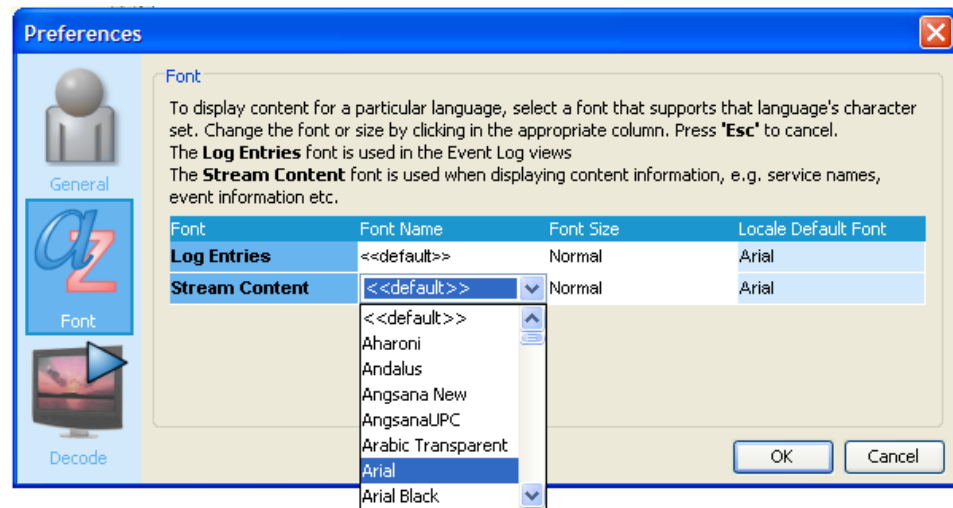 Preferences
General
Font
Decode
Font
To display content for a particular language, select a font that supports that language's character
set. Change the font or size by clicking in the appropriate column. Press 'Esc' to cancel.
The Log Entries font is used in the Event Log views
The Stream Content font is used when displaying content information, e.g. service names,
event information etc.
Font Font Name Font Size Locale Default Font
Log Entries <<default>> Normal Arial
Stream Content <<default>> Normal Arial
<<default>>
Aharoni
Andalus
Angsana New
AngsanaUPC
Arabic Transparent
Arial
Arial Black
OK Cancel